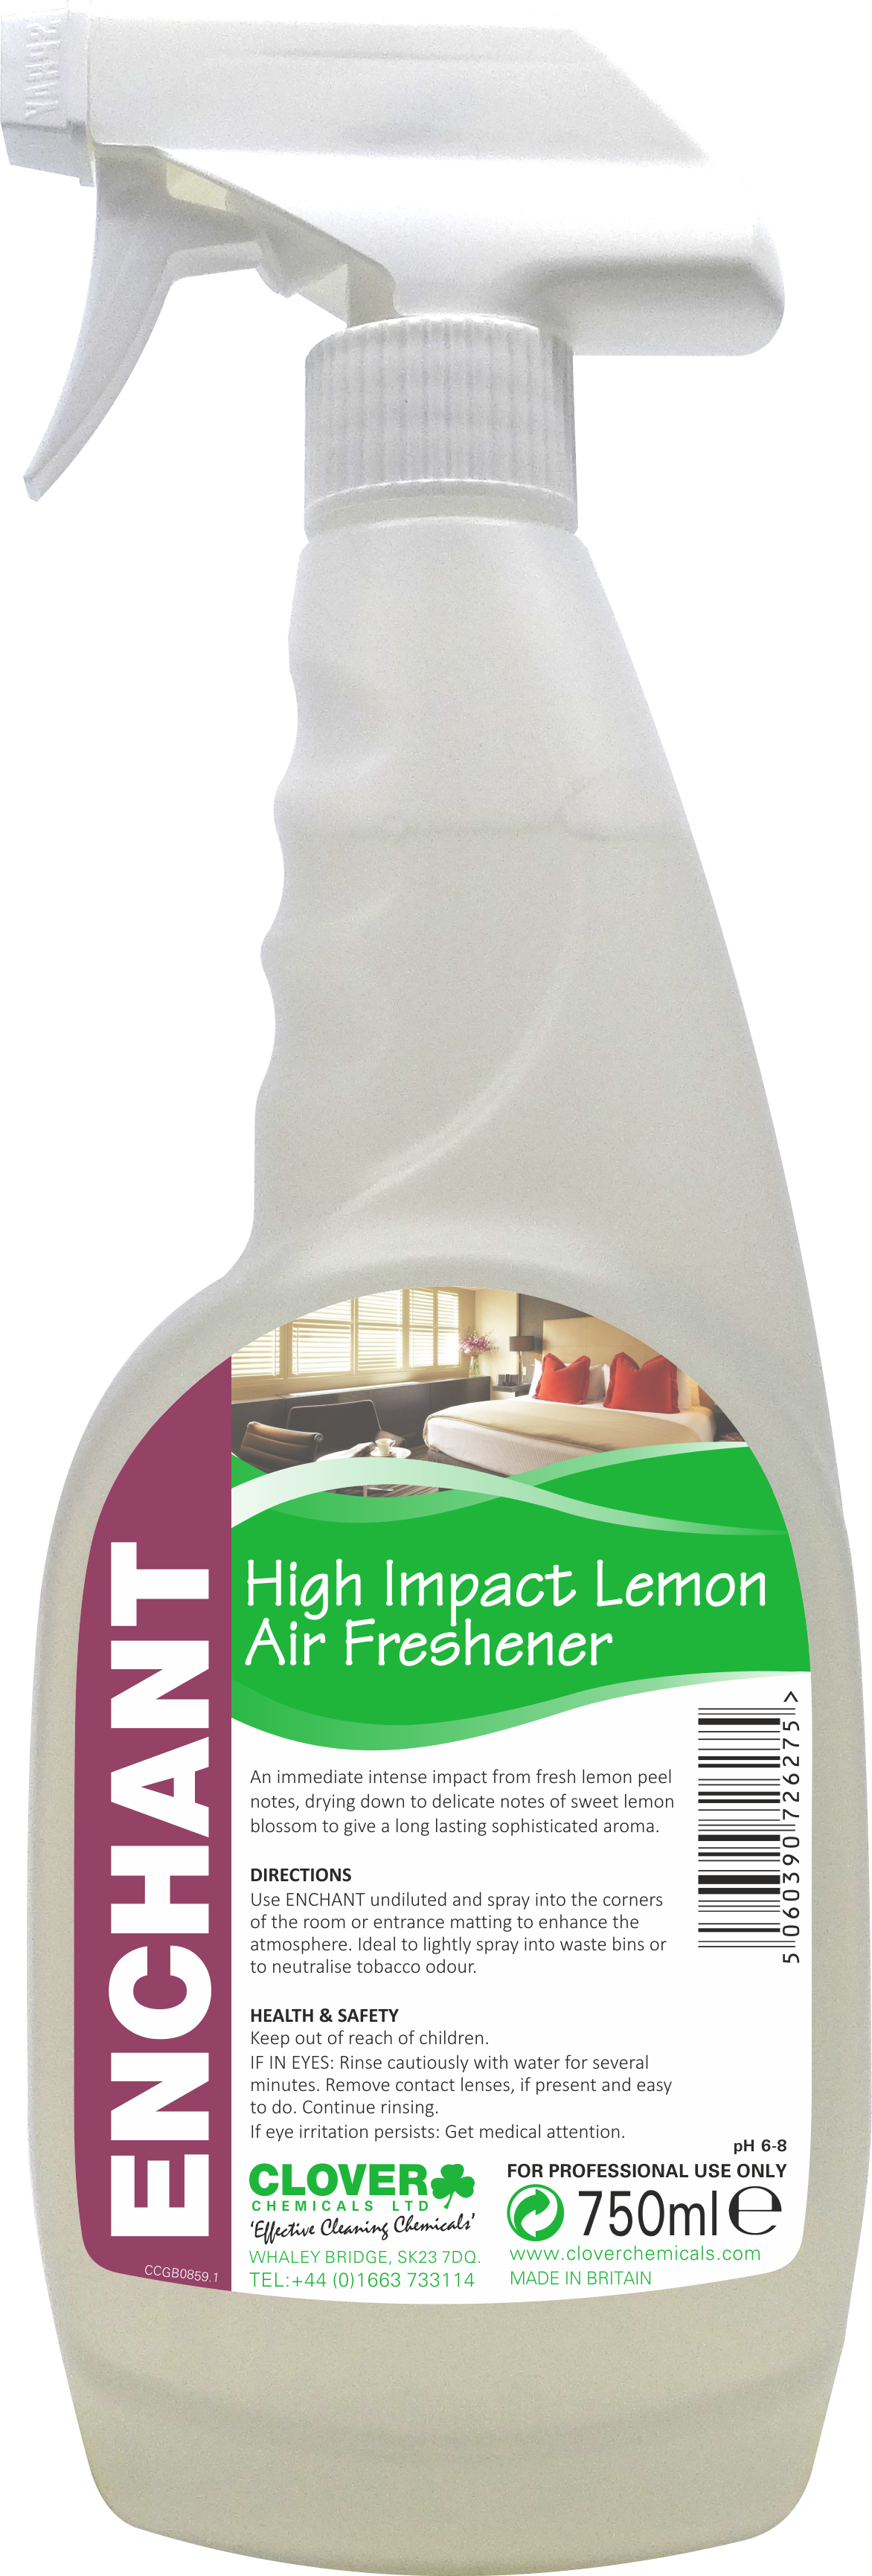 ENCHANT
High Impact Lemon
Air Freshener
An immediate intense impact from fresh lemon peel
notes, drying down to delicate notes of sweet lemon
blossom to give a long lasting sophisticated aroma.
DIRECTIONS
Use ENCHANT undiluted and spray into the corners
of the room or entrance matting to enhance the
atmosphere. Ideal to lightly spray into waste bins or
to neutralise tobacco odour.
HEALTH & SAFETY
Keep out of reach of children.
IF IN EYES: Rinse cautiously with water for several
minutes. Remove contact lenses, if present and easy
to do. Continue rinsing.
If eye irritation persists: Get medical attention.
5 060390 726275 >
pH 6-8
FOR PROFESSIONAL USE ONLY
750ml e
www.cloverchemicals.com
MADE IN BRITAIN
CLOVER
CHEMICALS LTD
'Effective Cleaning Chemicals'
WHALEY BRIDGE, SK23 7DQ.
TEL:+44 (0)1663 733114
CCGB0859.1